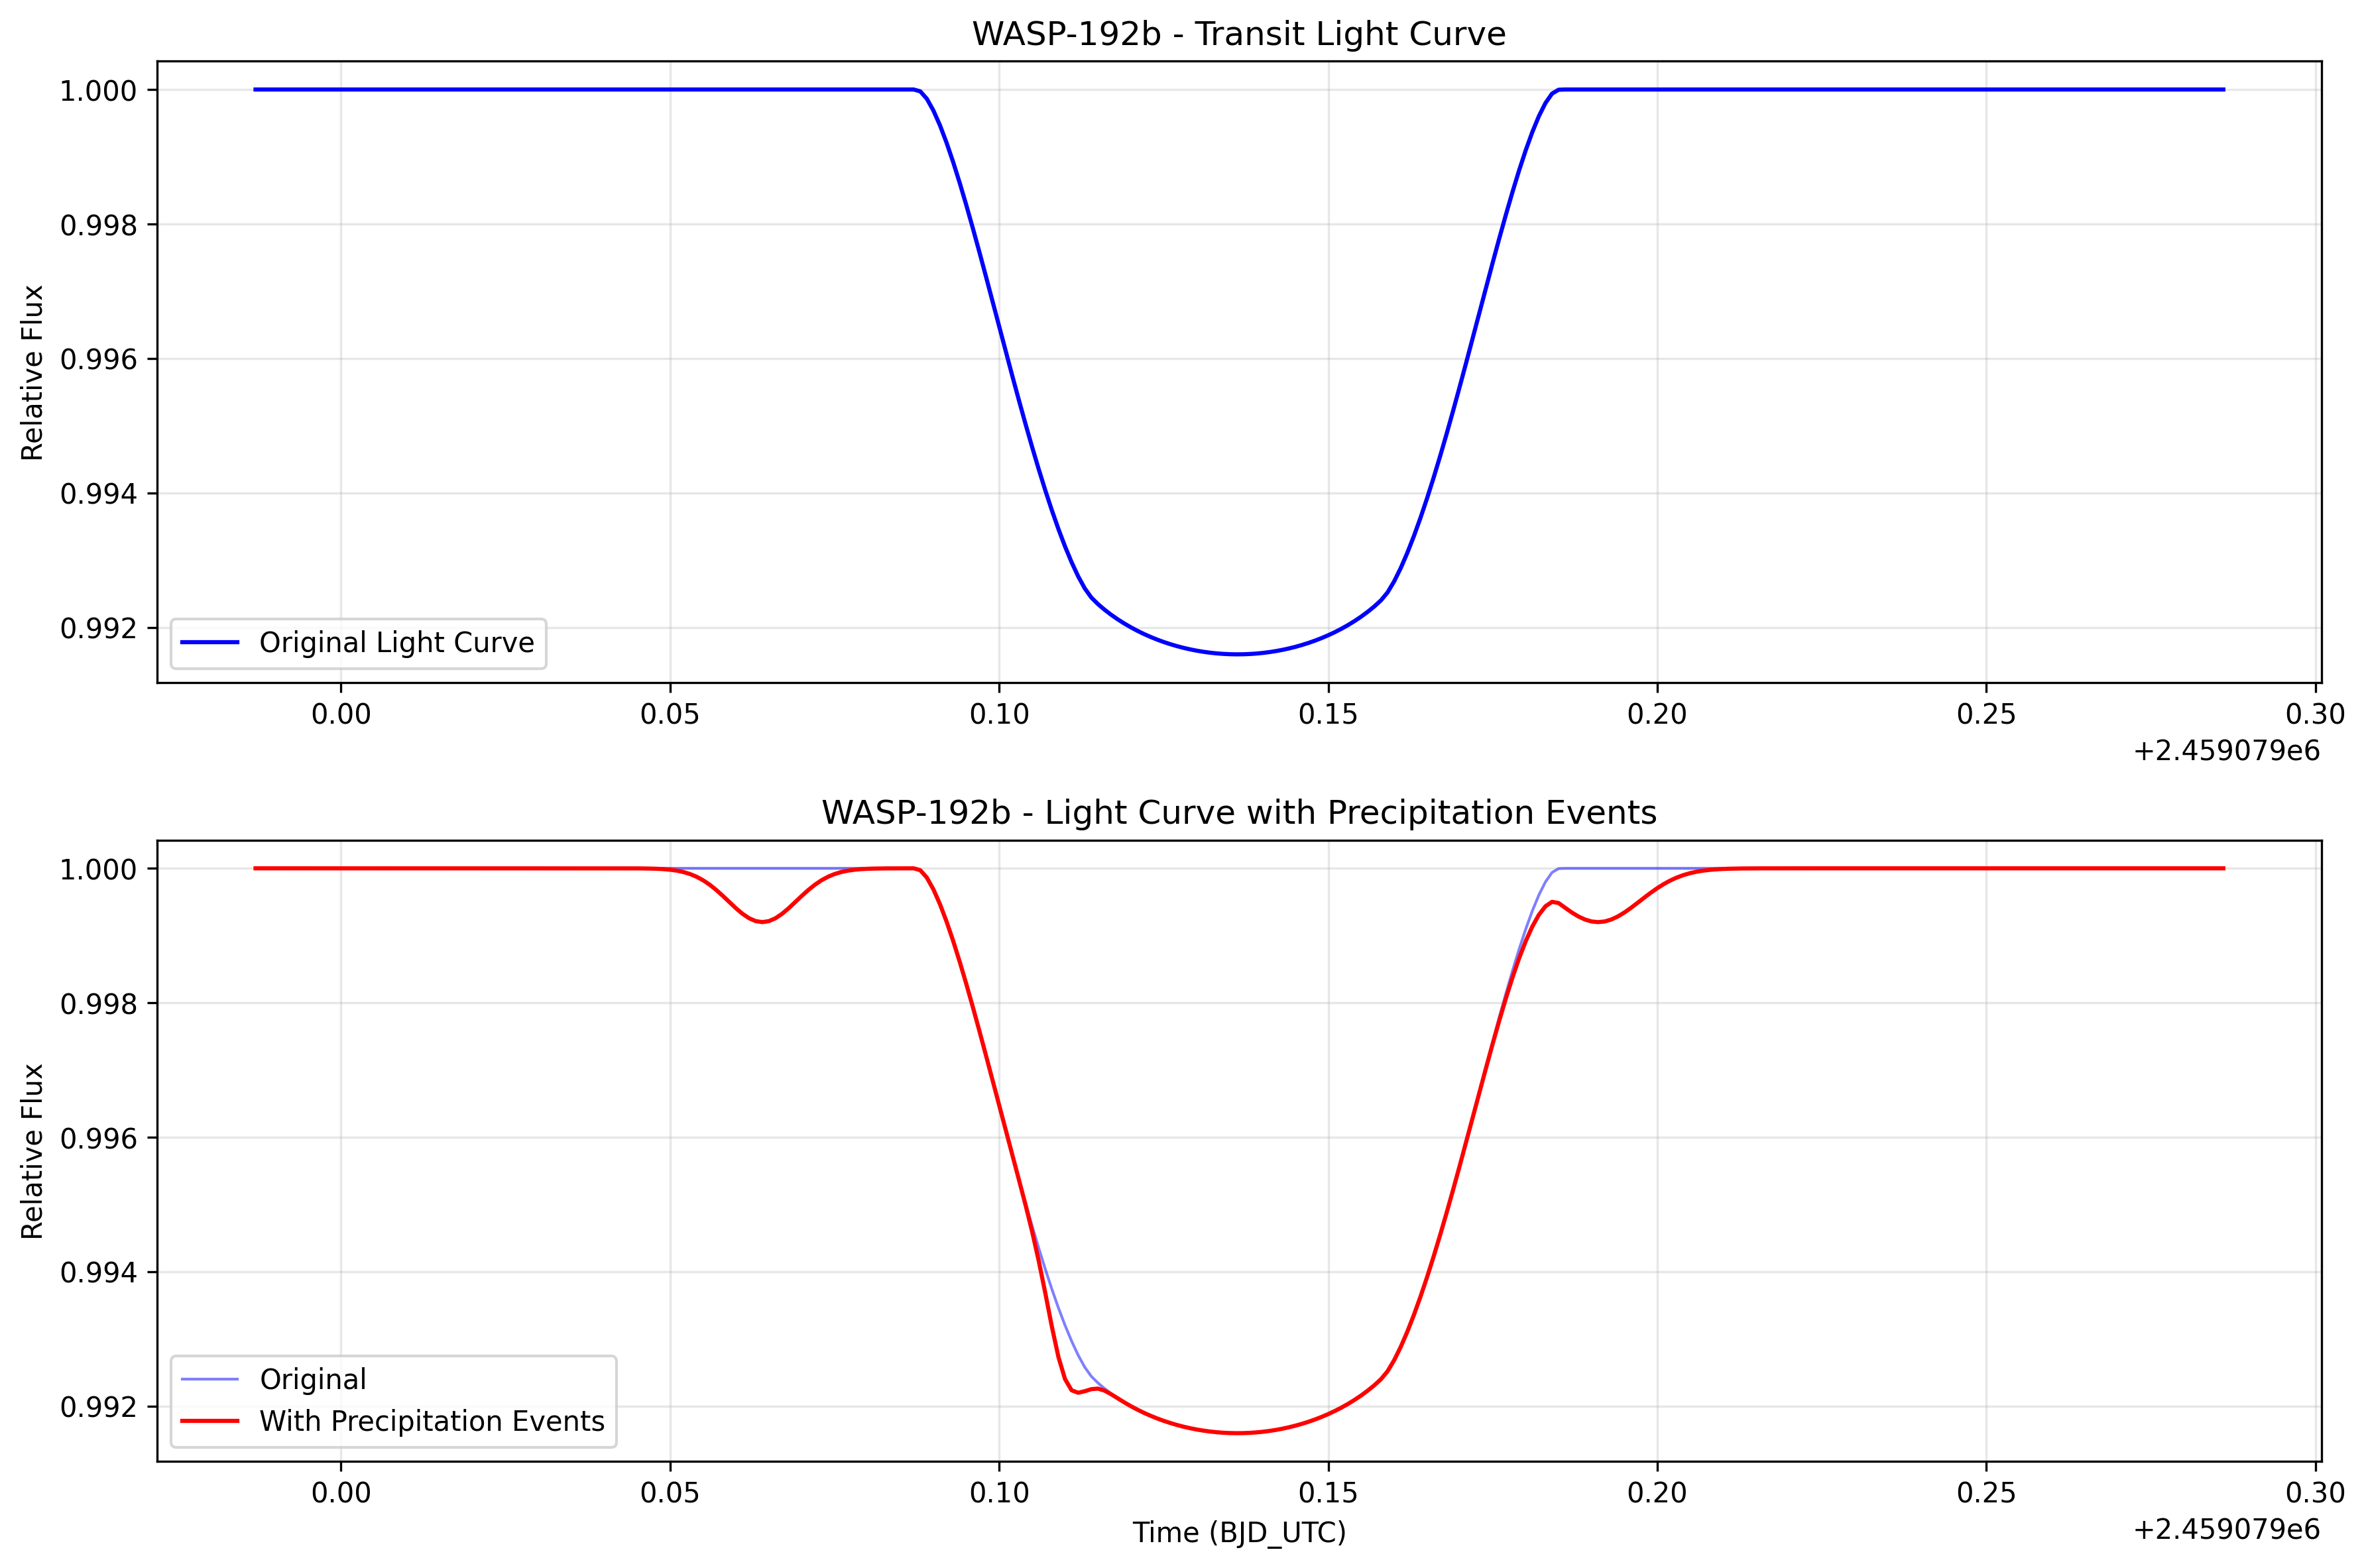 WASP-192b - Transit Light Curve
Relative Flux
1.000
0.998
0.996
0.994
0.992
Original Light Curve
0.00 0.05 0.10 0.15 0.20 0.25 0.30
+2.459079e6
WASP-192b - Light Curve with Precipitation Events
Relative Flux
1.000
0.998
0.996
0.994
0.992
Original
With Precipitation Events
0.00 0.05 0.10 0.15 0.20 0.25 0.30
+2.459079e6
Time (BJD_UTC)